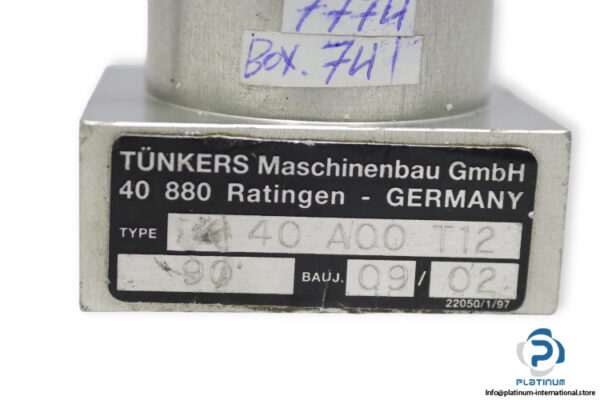 7774
Box. 741
TÜNKERS Maschinenbau GmbH
40 880 Ratingen - GERMANY
TYPE 40 A00 T12
90° BAUJ. 09 / 02
22050/1/97
PLATINUM
Info@platinum-international.store